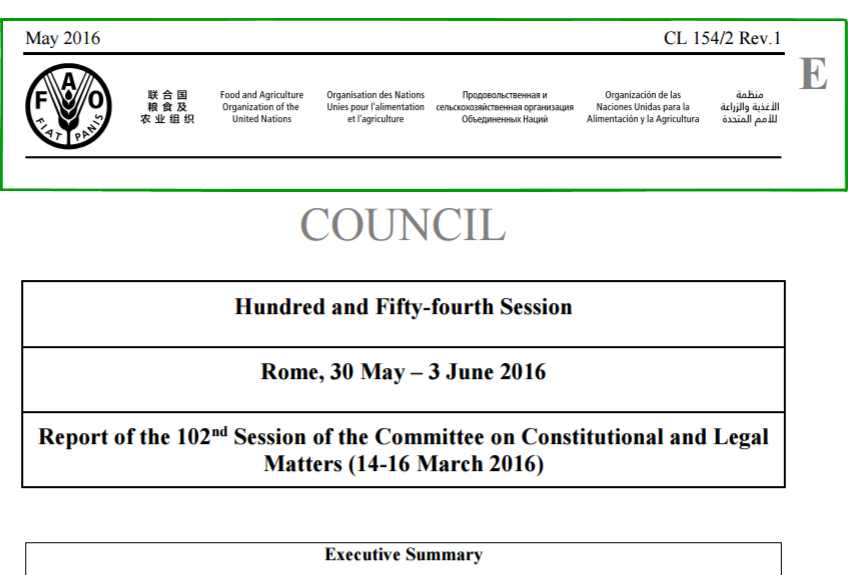 May 2016
CL 154/2 Rev.1
E
F A O
FIAT PANIS
联合国
粮食及
农业组织
Food and Agriculture
Organization of the
United Nations
Organisation des Nations
Unies pour l'alimentation
et l'agriculture
Продовольственная и
сельскохозяйственная организация
Объединенных Наций
Organización de las
Naciones Unidas para la
Alimentación y la Agricultura
منظمة
الأغذية والزراعة
للأمم المتحدة
COUNCIL
Hundred and Fifty-fourth Session
Rome, 30 May – 3 June 2016
Report of the 102nd Session of the Committee on Constitutional and Legal
Matters (14-16 March 2016)
Executive Summary